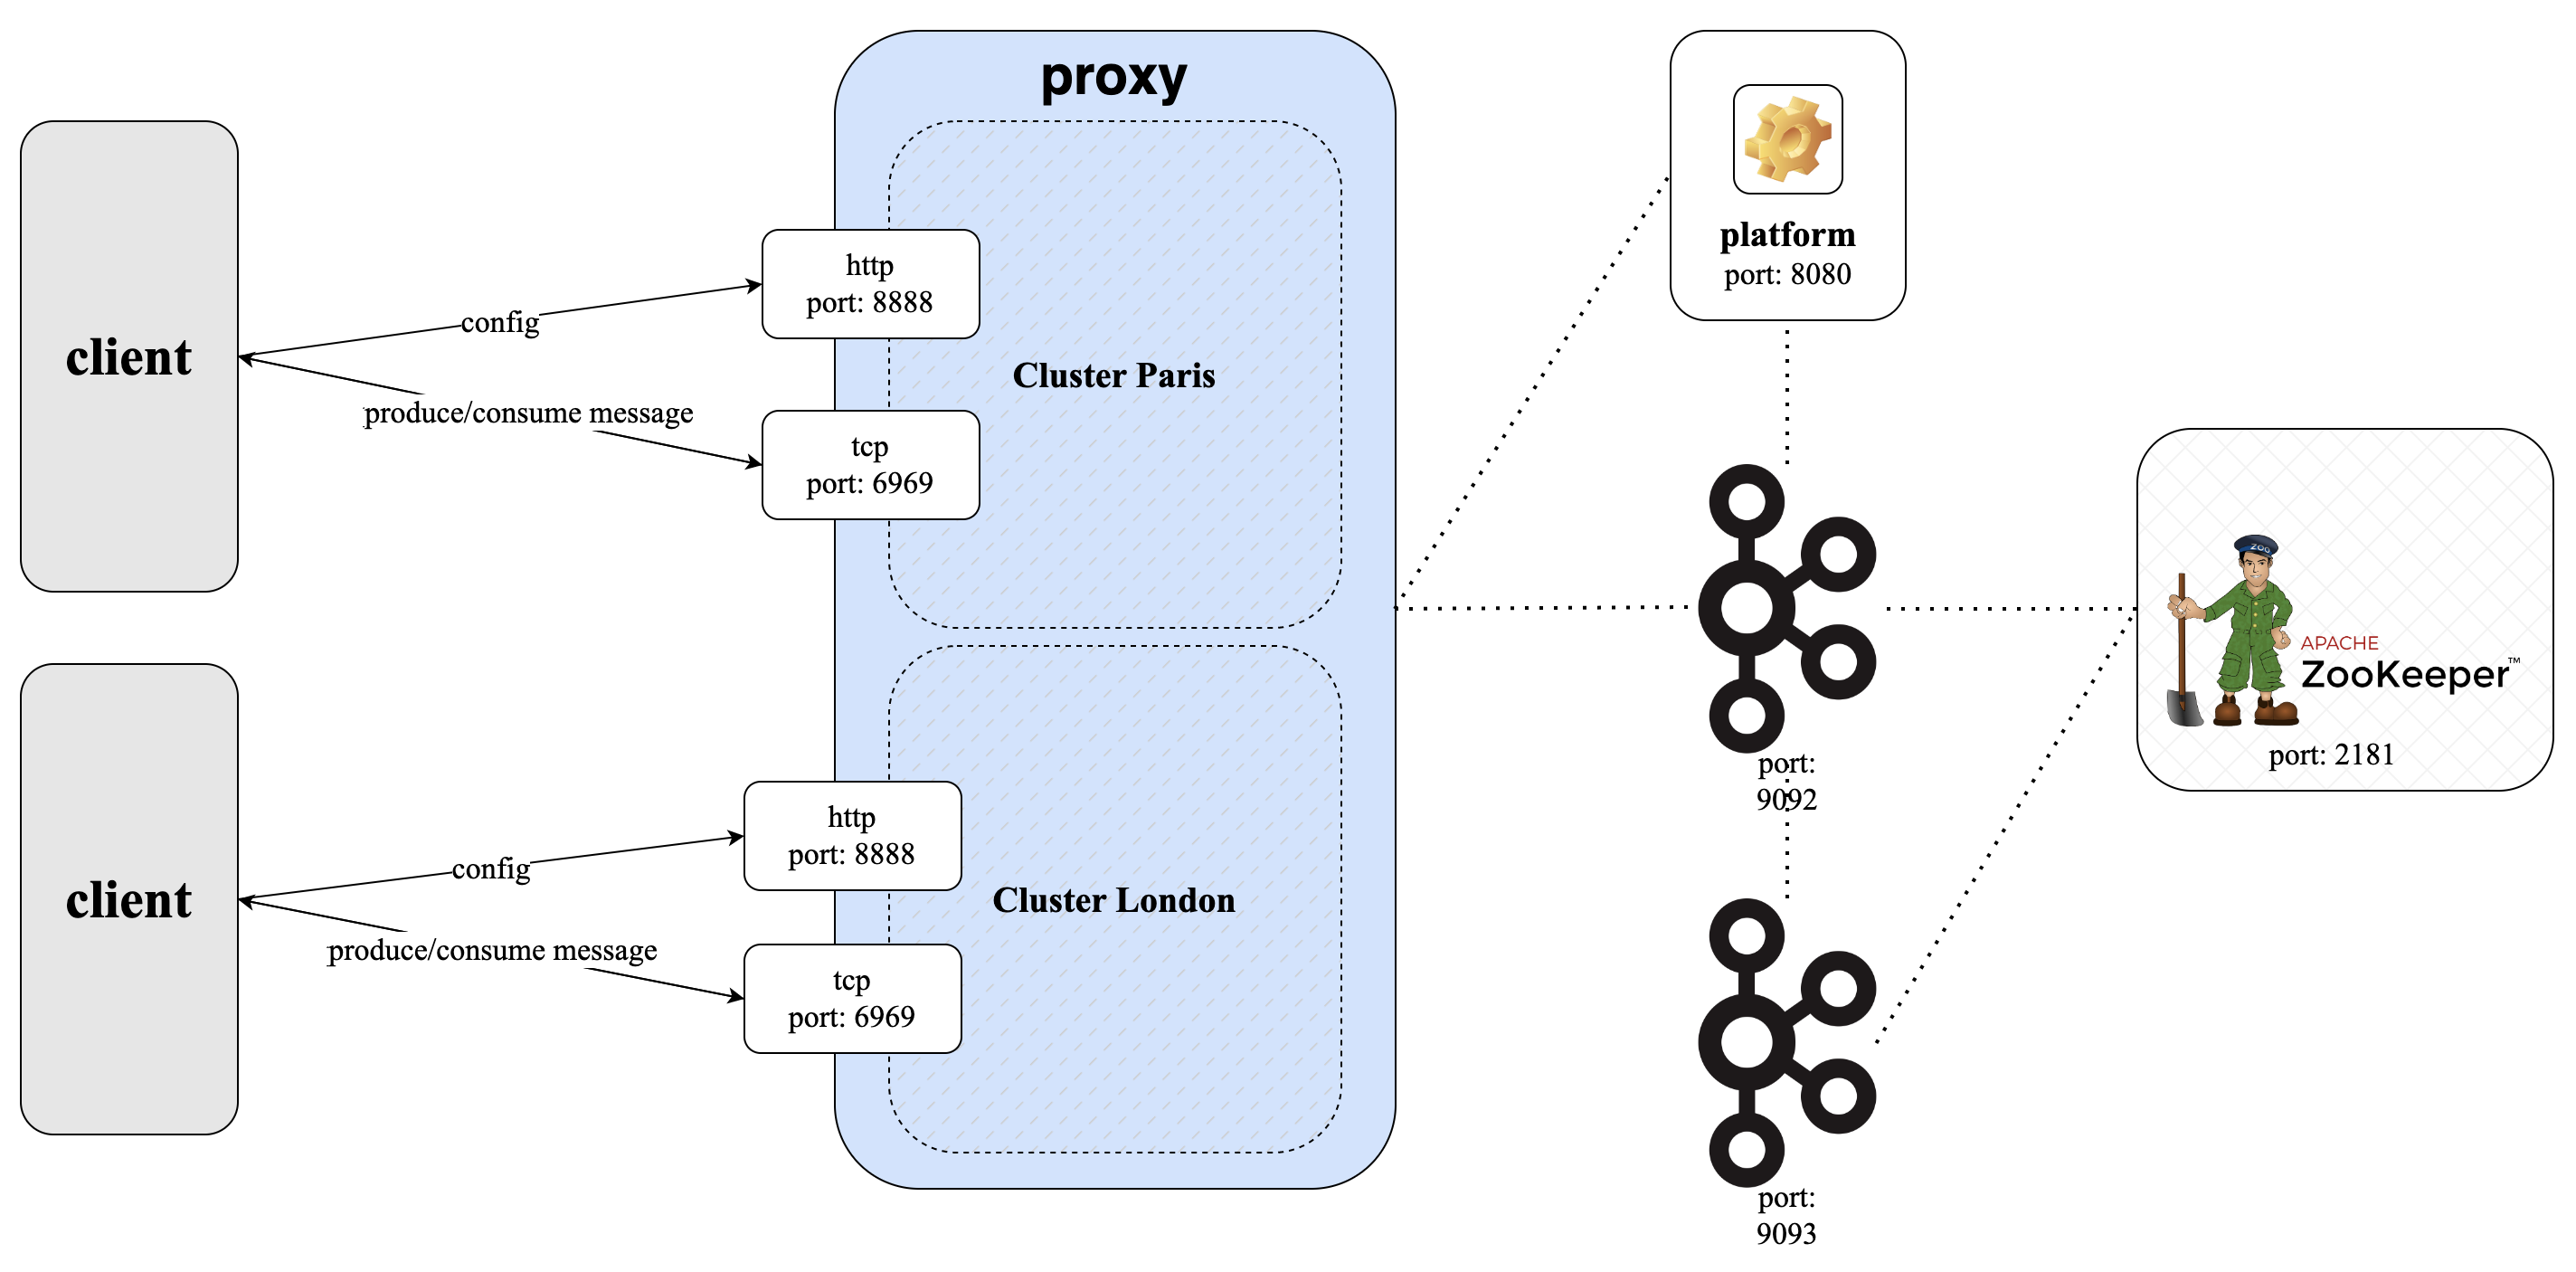 proxy
client
config
produce/consume message
http
port: 8888
tcp
port: 6969
Cluster Paris
client
config
produce/consume message
http
port: 8888
tcp
port: 6969
Cluster London
platform
port: 8080
port:
9092
port:
9093
ZOO
APACHE
ZooKeeper™
port: 2181